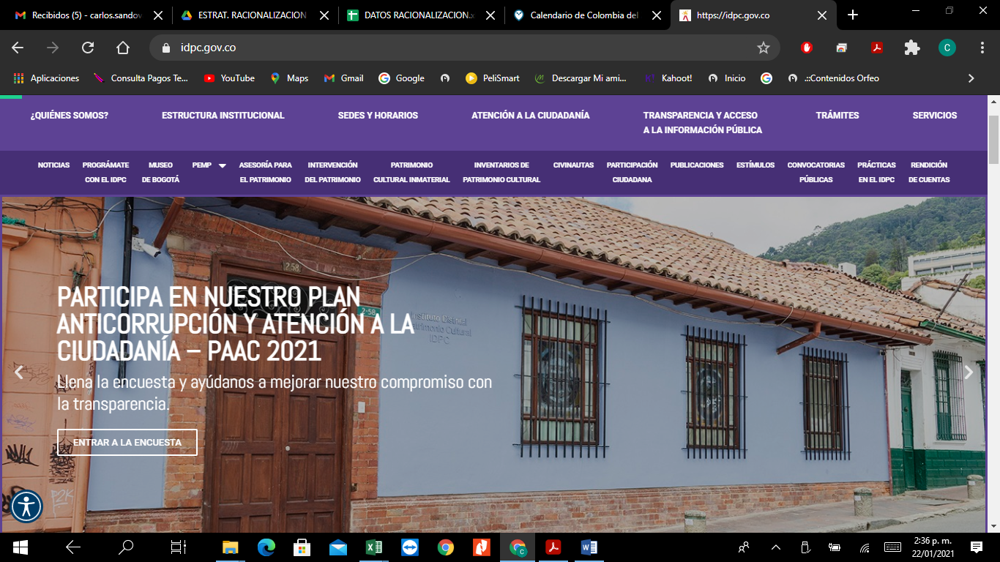 Recibidos (5) - carlos.sandov
ESTRAT. RACIONALIZACION
DATOS RACIONALIZACION.x
Calendario de Colombia del
https://idpc.gov.co
idpc.gov.co
C
Aplicaciones
Consulta Pagos Te...
YouTube
Maps
Gmail
Google
PeliSmart
Descargar Mi ami...
Kahoot!
Inicio
.::Contenidos Orfeo
¿QUIÉNES SOMOS?
ESTRUCTURA INSTITUCIONAL
SEDES Y HORARIOS
ATENCIÓN A LA CIUDADANÍA
TRANSPARENCIA Y ACCESO
A LA INFORMACIÓN PÚBLICA
TRÁMITES
SERVICIOS
NOTICIAS
PROGRÁMATE
CON EL IDPC
MUSEO
DE BOGOTÁ
PEMP
ASESORÍA PARA
EL PATRIMONIO
INTERVENCIÓN
DEL PATRIMONIO
PATRIMONIO
CULTURAL INMATERIAL
INVENTARIOS DE
PATRIMONIO CULTURAL
CIVINAUTAS
PARTICIPACIÓN
CIUDADANA
PUBLICACIONES
ESTÍMULOS
CONVOCATORIAS
PÚBLICAS
PRÁCTICAS
EN EL IDPC
RENDICIÓN
DE CUENTAS
2-58
2-58
Instituto Distrital
Patrimonio Cultural
IDPC
PARTICIPA EN NUESTRO PLAN
ANTICORRUPCIÓN Y ATENCIÓN A LA
CIUDADANÍA – PAAC 2021
Llena la encuesta y ayúdanos a mejorar nuestro compromiso con
la transparencia.
ENTRAR A LA ENCUESTA
2:36 p. m.
22/01/2021